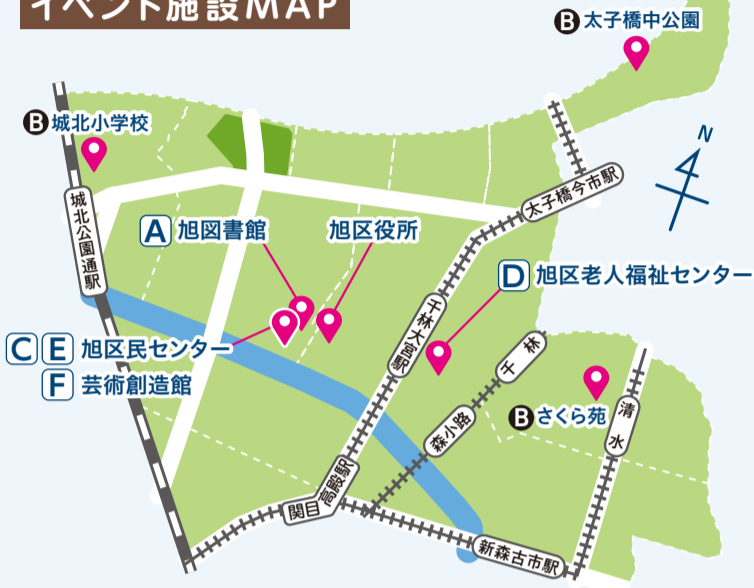 イベント施設MAP
B 太子橋中公園
B 城北小学校
N
太子橋今市駅
城北公園通駅
A 旭図書館
旭区役所
D 旭区老人福祉センター
千林大宮駅
C E 旭区民センター
F 芸術創造館
千林
B さくら苑
清水
森小路
関目
高殿駅
新森古市駅